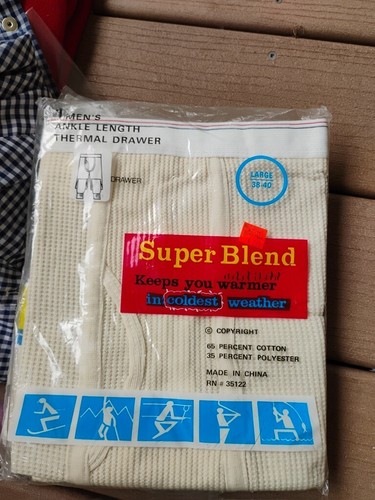 MEN'S
ANKLE LENGTH
THERMAL DRAWER
DRAWER
LARGE
38-40
Super Blend
Keeps you warmer
in coldest weather
© COPYRIGHT
65 PERCENT COTTON
35 PERCENT POLYESTER
MADE IN CHINA
RN # 35122